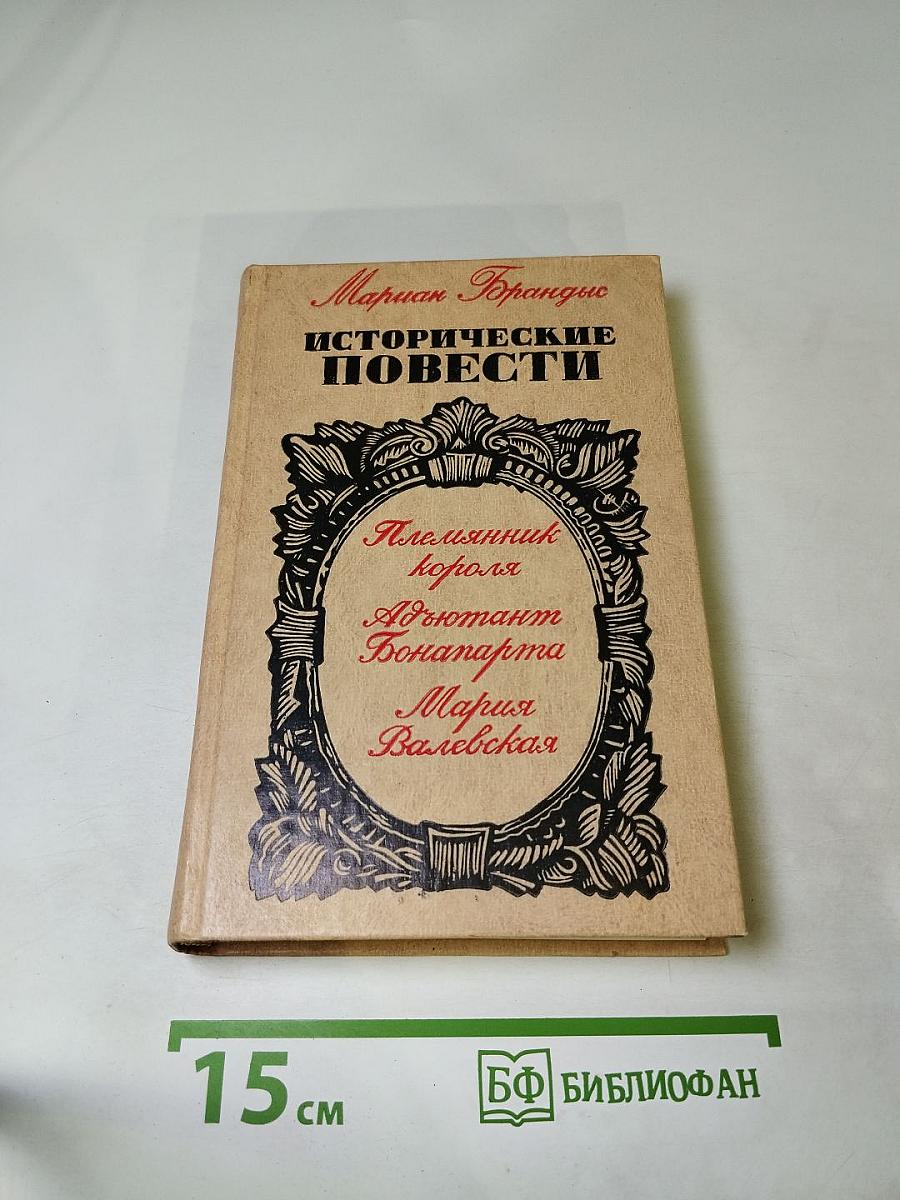 Мариан Брандыс
ИСТОРИЧЕСКИЕ
ПОВЕСТИ
Племянник
короля
Адъютант
Бонапарта
Мария
Валевская
15 см
БФ БИБЛИОФАН